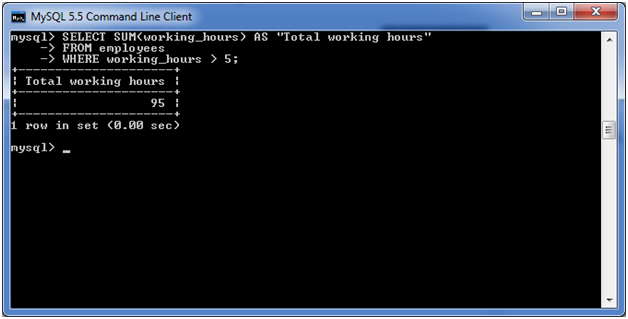 MySQL 5.5 Command Line Client
mysql> SELECT SUM(working_hours) AS "Total working hours"
    -> FROM employees
    -> WHERE working_hours > 5;
+---------------------+
| Total working hours |
+---------------------+
|                  95 |
+---------------------+
1 row in set (0.00 sec)
mysql> _